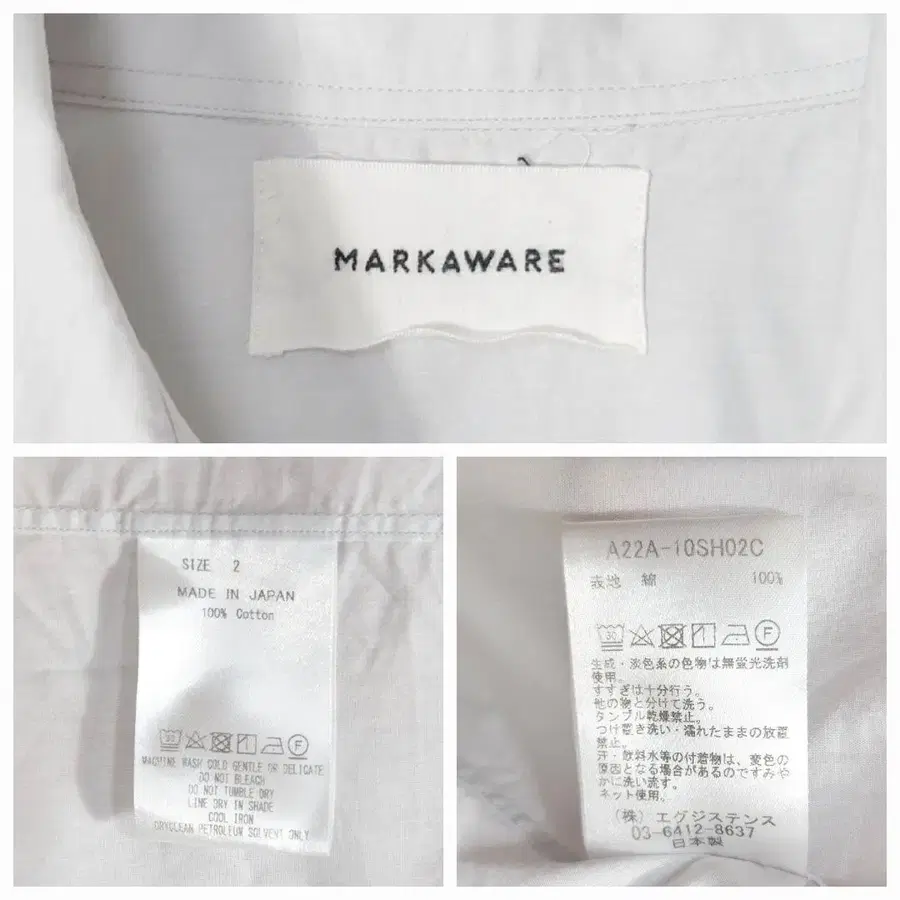 MARKAWARE
SIZE 2
MADE IN JAPAN
100% Cotton
30
MACHINE WASH COLD GENTLE OR DELICATE
DO NOT BLEACH
DO NOT TUMBLE DRY
LINE DRY IN SHADE
COOL IRON
DRYCLEAN PETROLEUM SOLVENT ONLY
A22A-10SH02C
表地 綿 100%
30 F
生成・淡色系の色物は無蛍光洗剤
使用。
すすぎは十分行う。
他の物と分けて洗う。
タンブル乾燥禁止。
つけ置き洗い・濡れたままの放置
禁止。
汗・飲料水等の付着物は、変色の
原因となる場合があるのですみや
かに洗い流す。
ネット使用。
(株) エグジステンス
03-6412-8637
日本製